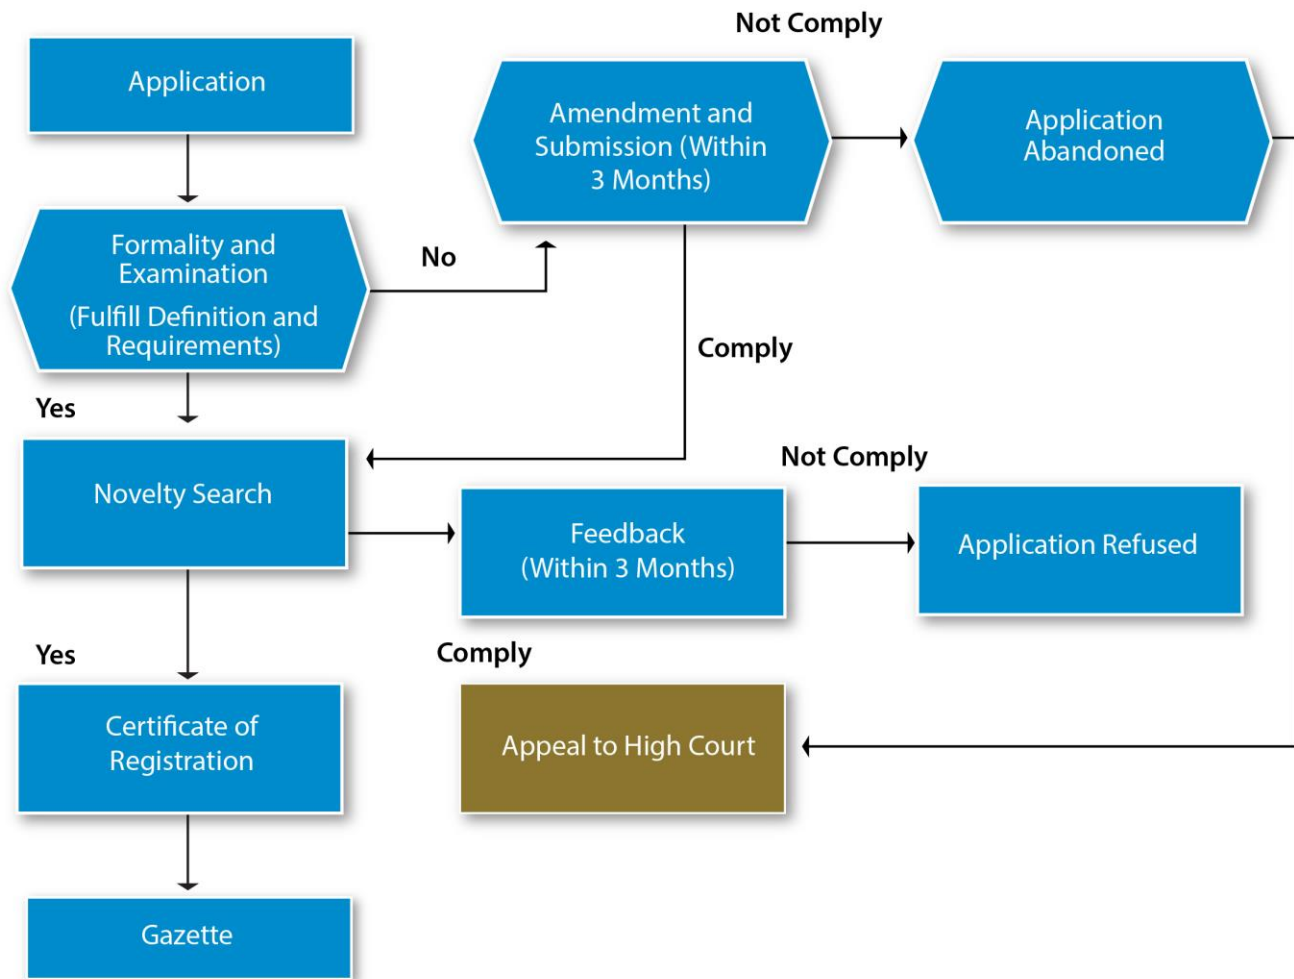 Not Comply
Application
Amendment and
Submission (Within
3 Months)
Application
Abandoned
Formality and
Examination
(Fulfill Definition and
Requirements)
No
Comply
Yes
Novelty Search
Not Comply
Feedback
(Within 3 Months)
Application Refused
Yes
Comply
Certificate of
Registration
Appeal to High Court
Gazette